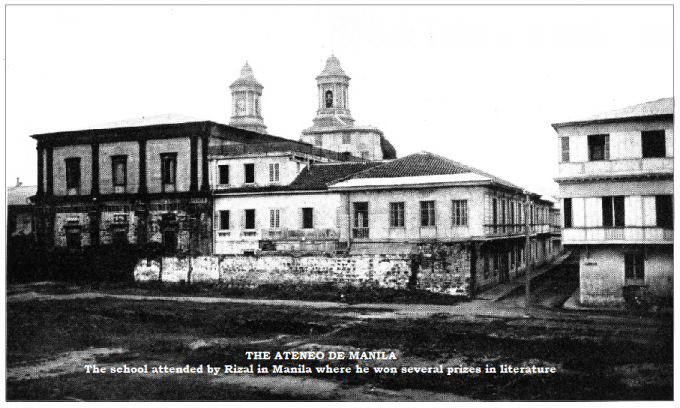 THE ATENEO DE MANILA
The school attended by Rizal in Manila where he won several prizes in literature